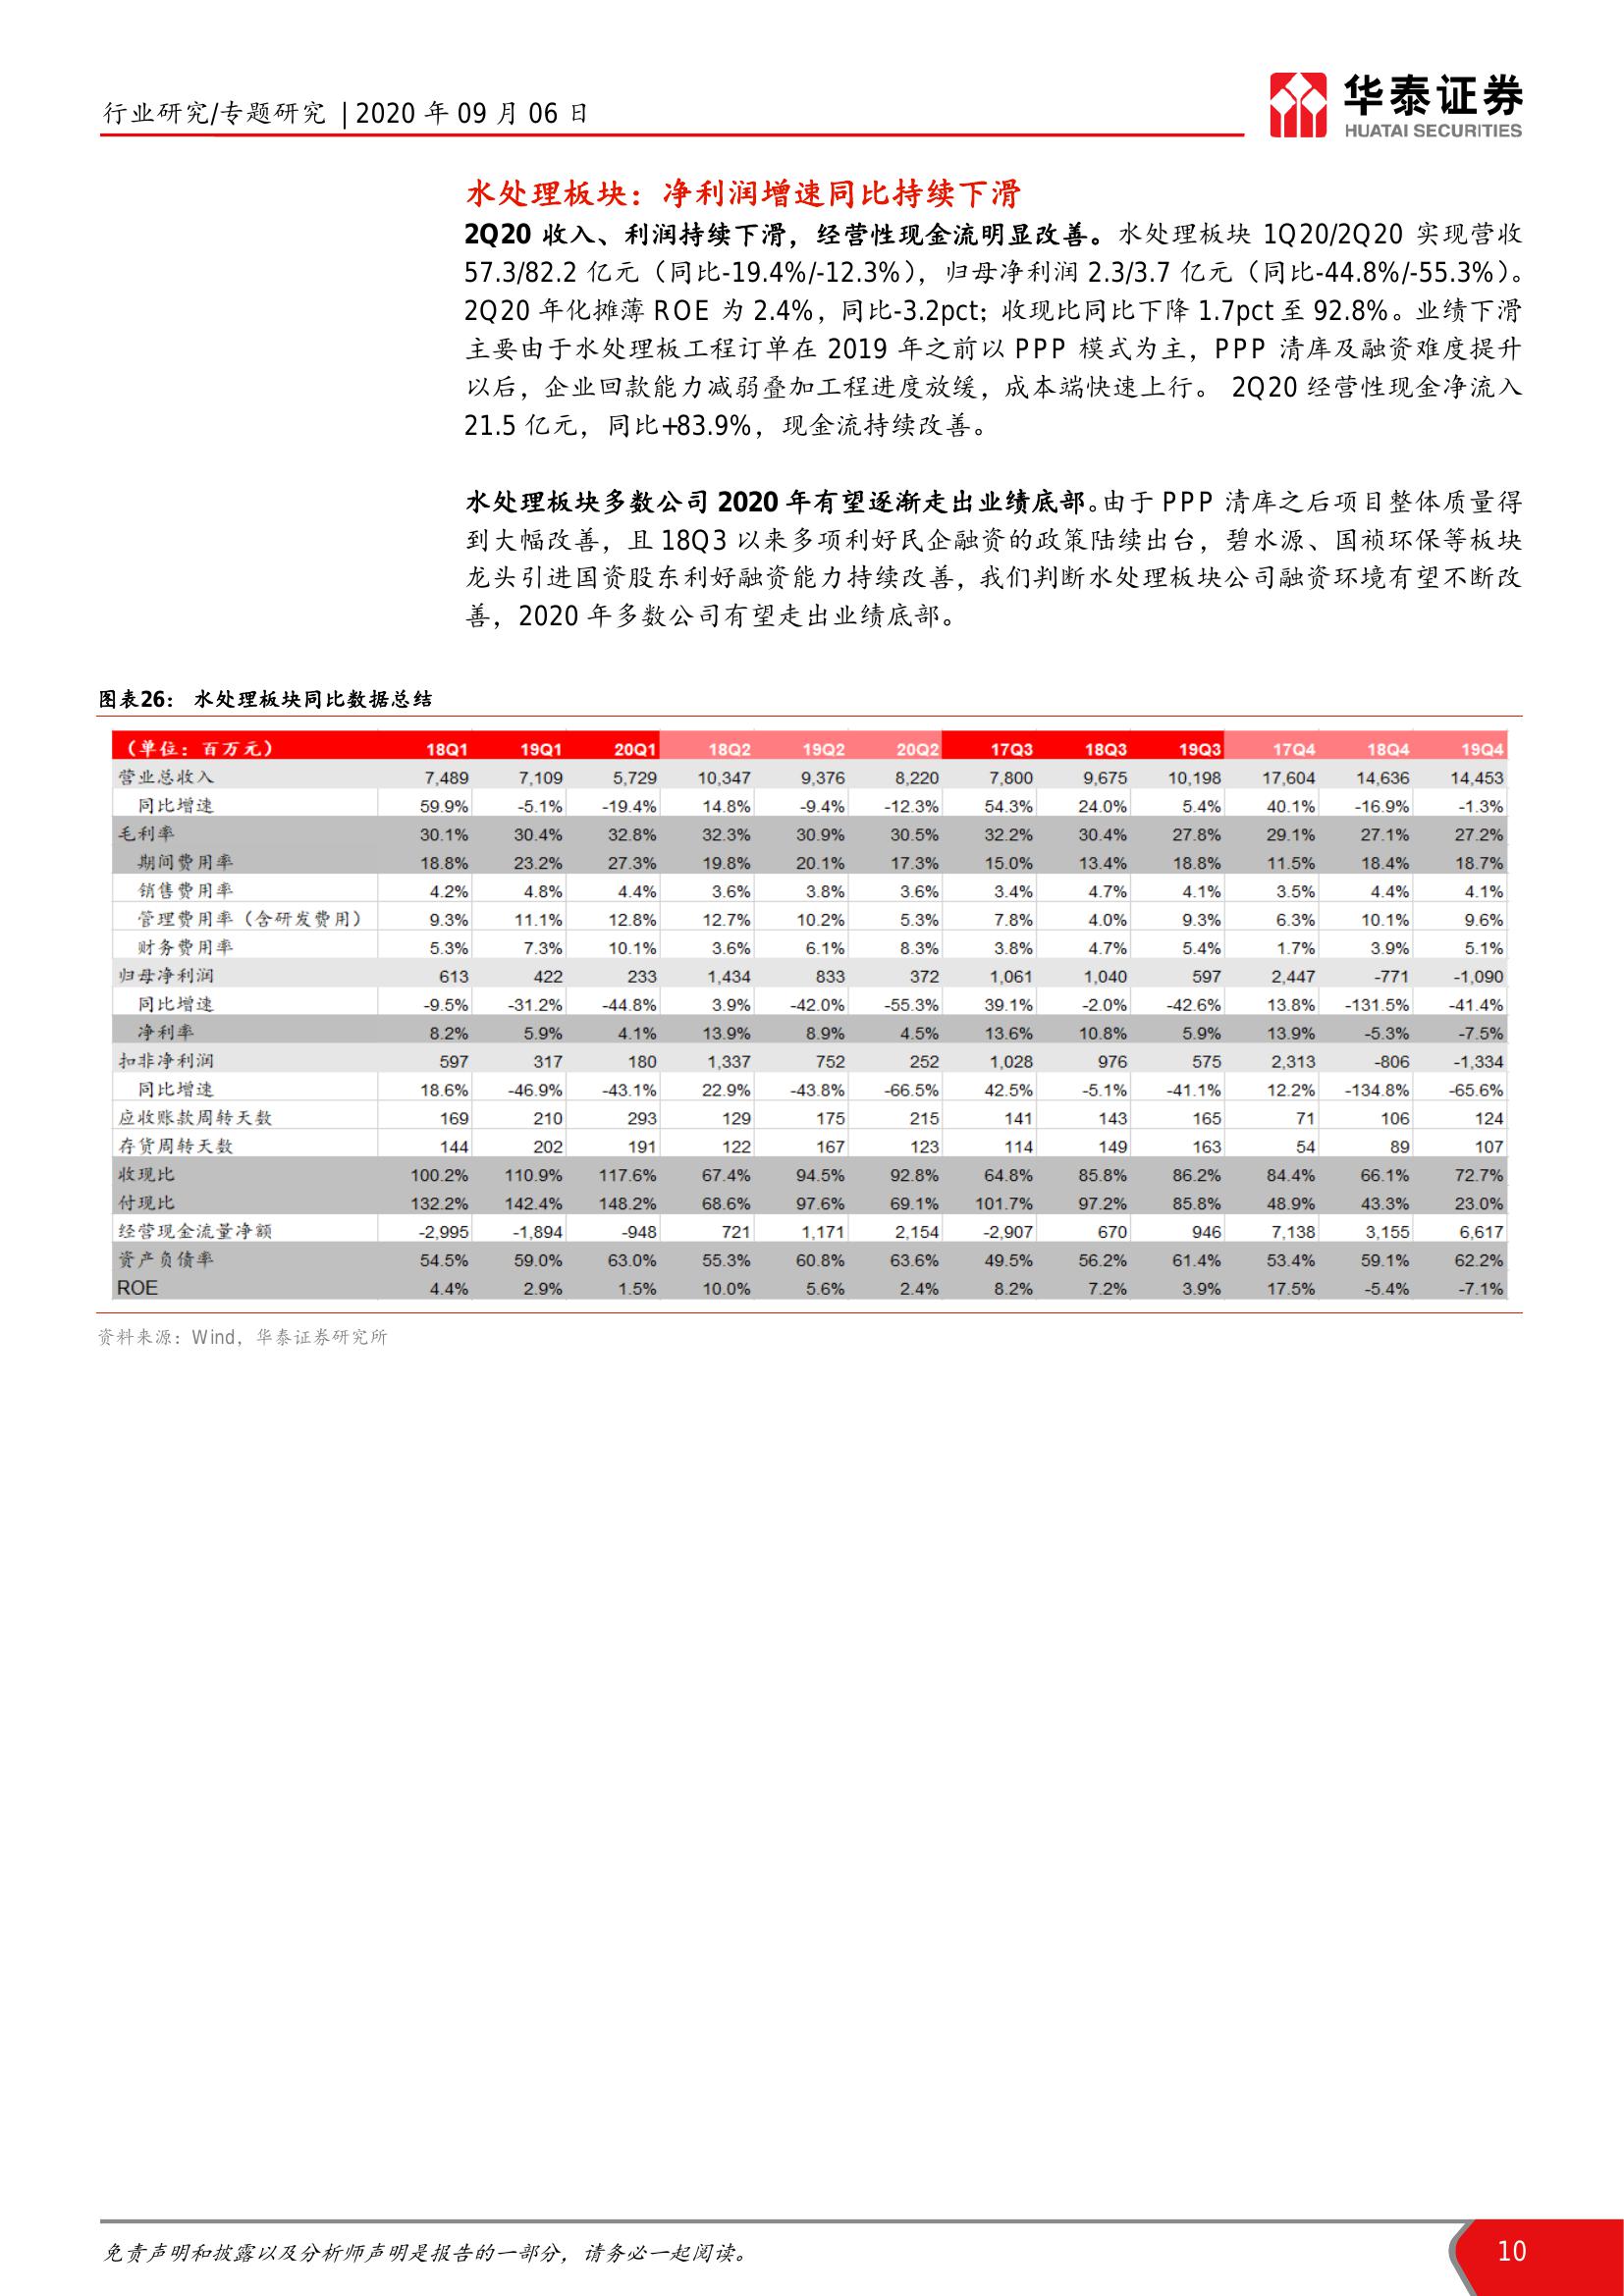 行业研究/专题研究 | 2020 年 09 月 06 日
华泰证券
HUATAI SECURITIES
水处理板块：净利润增速同比持续下滑
2Q20 收入、利润持续下滑，经营性现金流明显改善。水处理板块 1Q20/2Q20 实现营收
57.3/82.2 亿元（同比-19.4%/-12.3%），归母净利润 2.3/3.7 亿元（同比-44.8%/-55.3%）。
2Q20 年化摊薄 ROE 为 2.4%，同比-3.2pct；收现比同比下降 1.7pct 至 92.8%。业绩下滑
主要由于水处理板工程订单在 2019 年之前以 PPP 模式为主，PPP 清库及融资难度提升
以后，企业回款能力减弱叠加工程进度放缓，成本端快速上行。 2Q20 经营性现金净流入
21.5 亿元，同比+83.9%，现金流持续改善。
水处理板块多数公司 2020 年有望逐渐走出业绩底部。由于 PPP 清库之后项目整体质量得
到大幅改善，且 18Q3 以来多项利好民企融资的政策陆续出台，碧水源、国祯环保等板块
龙头引进国资股东利好融资能力持续改善，我们判断水处理板块公司融资环境有望不断改
善，2020 年多数公司有望走出业绩底部。
图表26： 水处理板块同比数据总结
（单位：百万元） 18Q1 19Q1 20Q1 18Q2 19Q2 20Q2 17Q3 18Q3 19Q3 17Q4 18Q4 19Q4
营业总收入 7,489 7,109 5,729 10,347 9,376 8,220 7,800 9,675 10,198 17,604 14,636 14,453
同比增速 59.9% -5.1% -19.4% 14.8% -9.4% -12.3% 54.3% 24.0% 5.4% 40.1% -16.9% -1.3%
毛利率 30.1% 30.4% 32.8% 32.3% 30.9% 30.5% 32.2% 30.4% 27.8% 29.1% 27.1% 27.2%
期间费用率 18.8% 23.2% 27.3% 19.8% 20.1% 17.3% 15.0% 13.4% 18.8% 11.5% 18.4% 18.7%
销售费用率 4.2% 4.8% 4.4% 3.6% 3.8% 3.6% 3.4% 4.7% 4.1% 3.5% 4.4% 4.1%
管理费用率（含研发费用） 9.3% 11.1% 12.8% 12.7% 10.2% 5.3% 7.8% 4.0% 9.3% 6.3% 10.1% 9.6%
财务费用率 5.3% 7.3% 10.1% 3.6% 6.1% 8.3% 3.8% 4.7% 5.4% 1.7% 3.9% 5.1%
归母净利润 613 422 233 1,434 833 372 1,061 1,040 597 2,447 -771 -1,090
同比增速 -9.5% -31.2% -44.8% 3.9% -42.0% -55.3% 39.1% -2.0% -42.6% 13.8% -131.5% -41.4%
净利率 8.2% 5.9% 4.1% 13.9% 8.9% 4.5% 13.6% 10.8% 5.9% 13.9% -5.3% -7.5%
扣非净利润 597 317 180 1,337 752 252 1,028 976 575 2,313 -806 -1,334
同比增速 18.6% -46.9% -43.1% 22.9% -43.8% -66.5% 42.5% -5.1% -41.1% 12.2% -134.8% -65.6%
应收账款周转天数 169 210 293 129 175 215 141 143 165 71 106 124
存货周转天数 144 202 191 122 167 123 114 149 163 54 89 107
收现比 100.2% 110.9% 117.6% 67.4% 94.5% 92.8% 64.8% 85.8% 86.2% 84.4% 66.1% 72.7%
付现比 132.2% 142.4% 148.2% 68.6% 97.6% 69.1% 101.7% 97.2% 85.8% 48.9% 43.3% 23.0%
经营现金流量净额 -2,995 -1,894 -948 721 1,171 2,154 -2,907 670 946 7,138 3,155 6,617
资产负债率 54.5% 59.0% 63.0% 55.3% 60.8% 63.6% 49.5% 56.2% 61.4% 53.4% 59.1% 62.2%
ROE 4.4% 2.9% 1.5% 10.0% 5.6% 2.4% 8.2% 7.2% 3.9% 17.5% -5.4% -7.1%
资料来源：Wind，华泰证券研究所
免责声明和披露以及分析师声明是报告的一部分，请务必一起阅读。
10